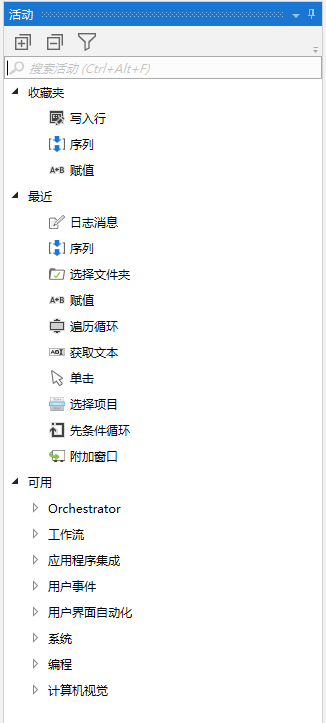 活动
搜索活动 (Ctrl+Alt+F)
收藏夹
写入行
序列
A•B 赋值
最近
日志消息
序列
选择文件夹
A•B 赋值
遍历循环
ABI 获取文本
单击
选择项目
先条件循环
附加窗口
可用
Orchestrator
工作流
应用程序集成
用户事件
用户界面自动化
系统
编程
计算机视觉